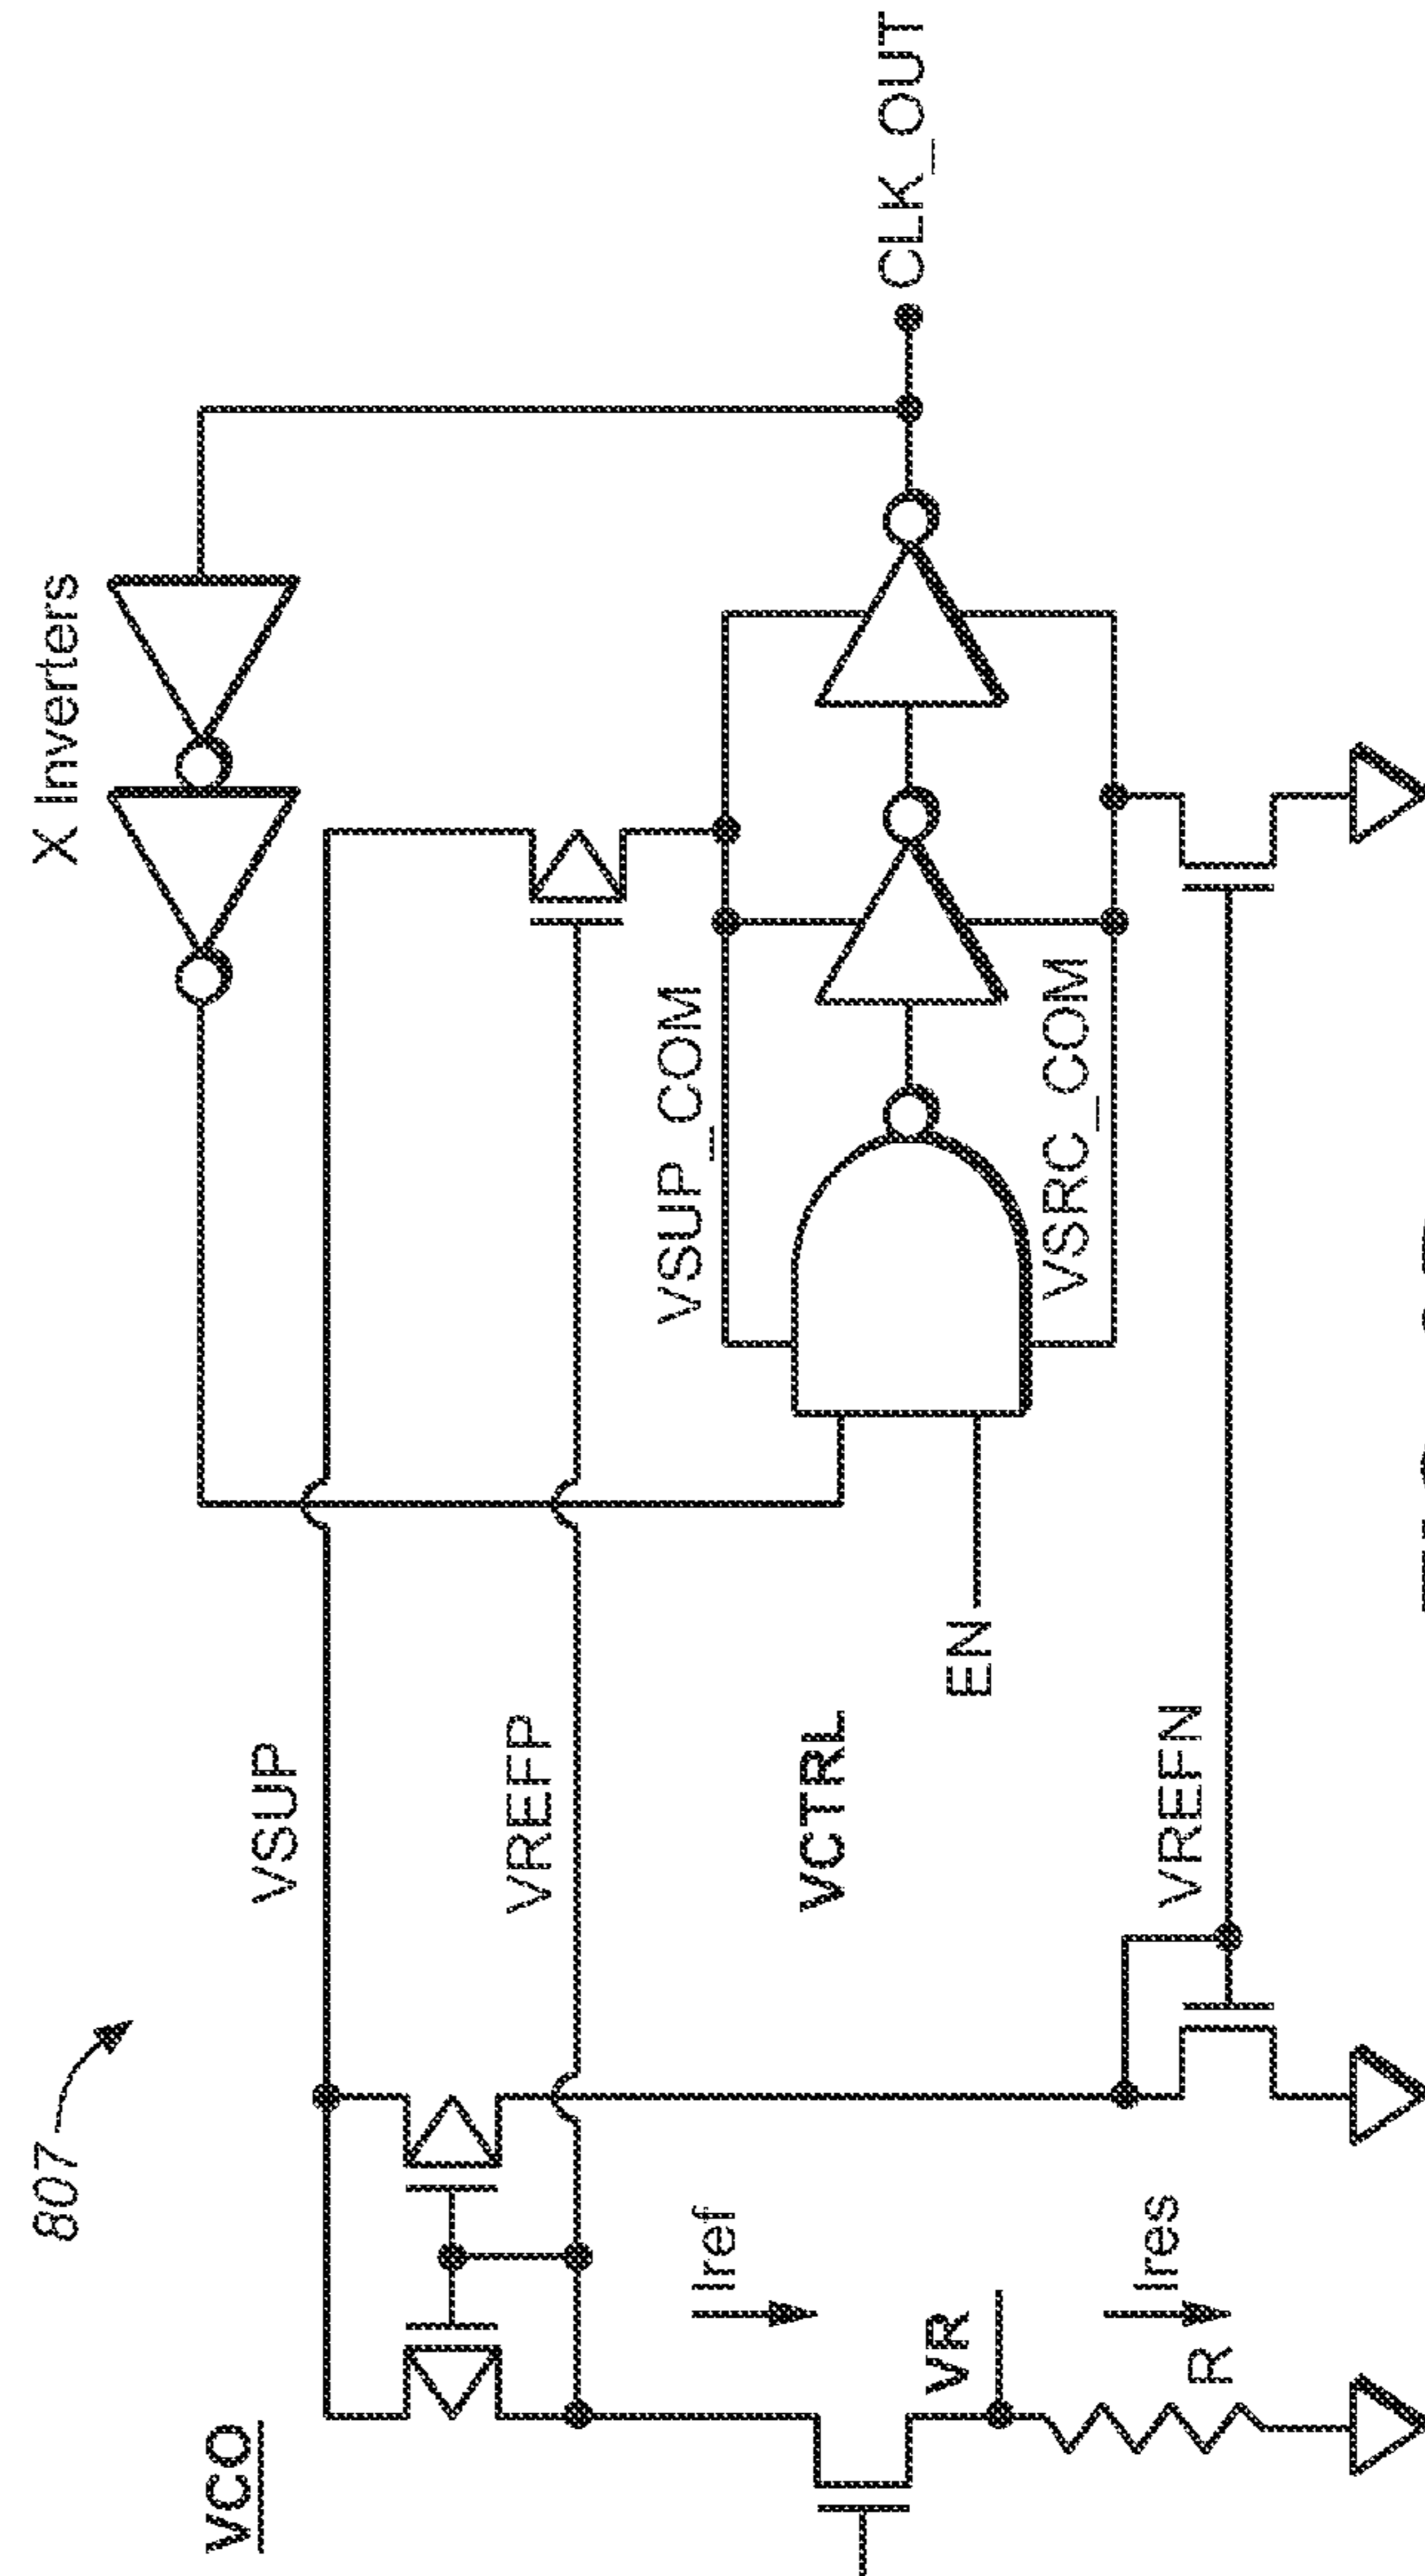 807
X Inverters
VCO
VSUP
VREFP
VSUP_COM
Iref
VCTRL
CLK_OUT
VR
EN
VSRC_COM
Ires
VREFN
R